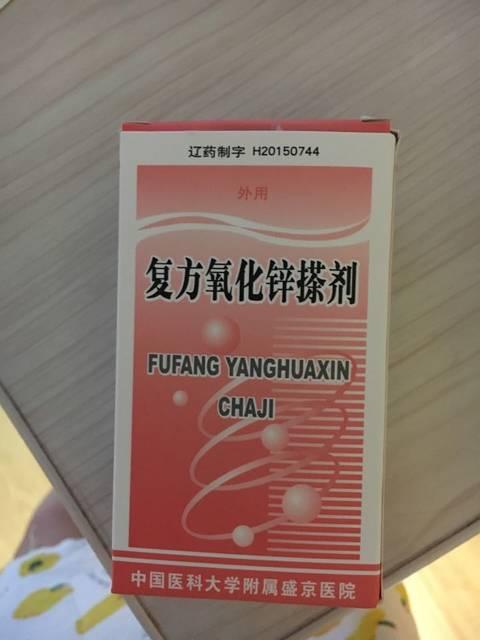 辽药制字 H20150744
外用
复方氧化锌搽剂
FUFANG YANGHUAXIN
CHAJI
中国医科大学附属盛京医院